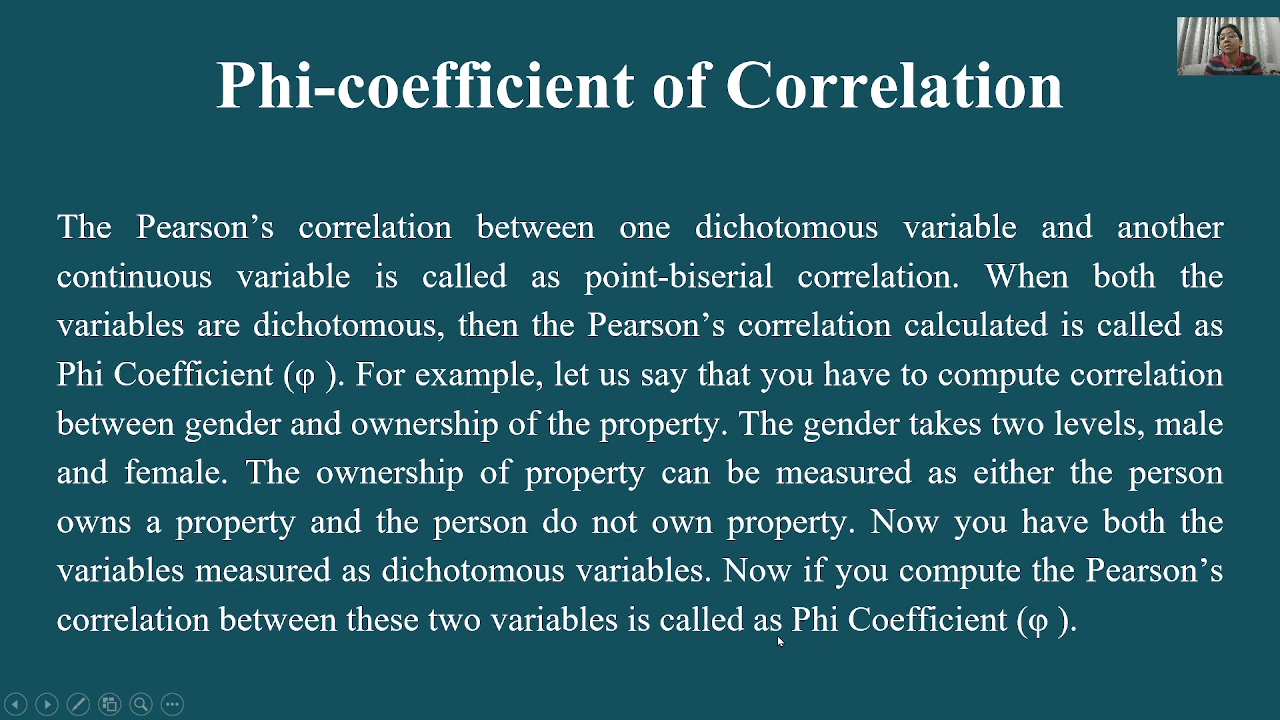 Phi-coefficient of Correlation
The Pearson’s correlation between one dichotomous variable and another
continuous variable is called as point-biserial correlation. When both the
variables are dichotomous, then the Pearson’s correlation calculated is called as
Phi Coefficient (φ ). For example, let us say that you have to compute correlation
between gender and ownership of the property. The gender takes two levels, male
and female. The ownership of property can be measured as either the person
owns a property and the person do not own property. Now you have both the
variables measured as dichotomous variables. Now if you compute the Pearson’s
correlation between these two variables is called as Phi Coefficient (φ ).